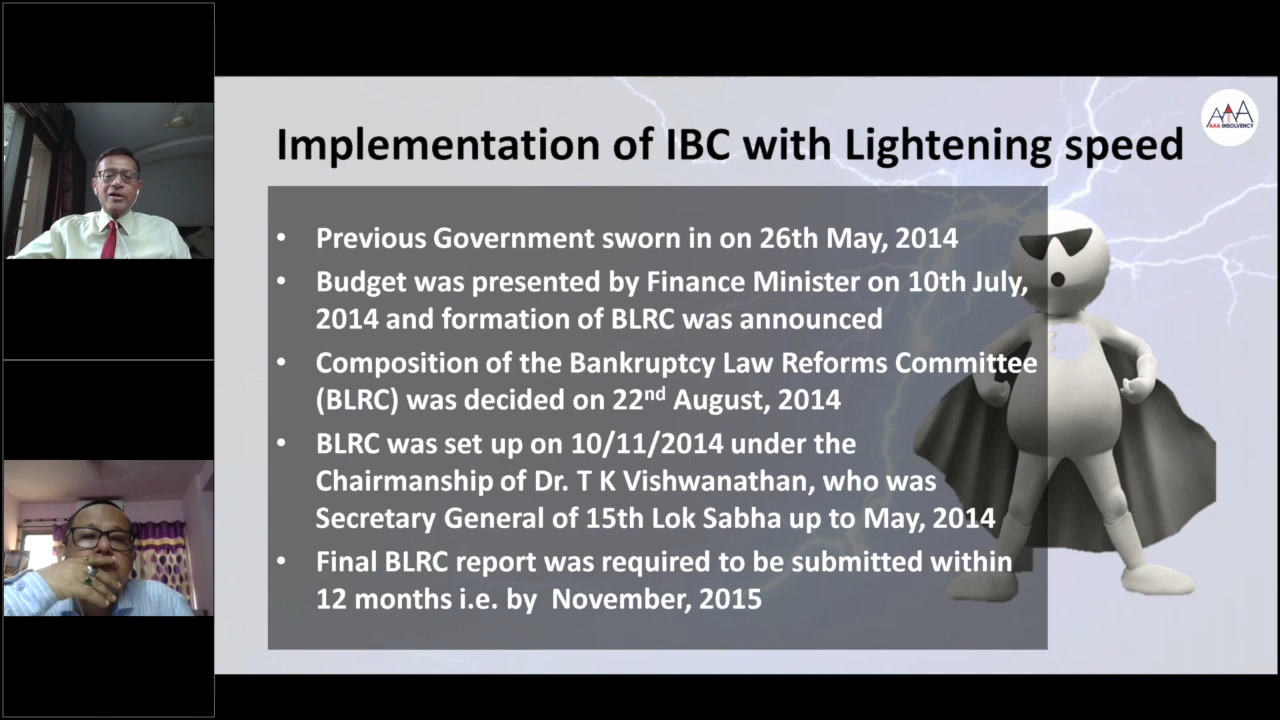 Implementation of IBC with Lightening speed
AAA INSOLVENCY
• Previous Government sworn in on 26th May, 2014
• Budget was presented by Finance Minister on 10th July,
2014 and formation of BLRC was announced
• Composition of the Bankruptcy Law Reforms Committee
(BLRC) was decided on 22nd August, 2014
• BLRC was set up on 10/11/2014 under the
Chairmanship of Dr. T K Vishwanathan, who was
Secretary General of 15th Lok Sabha up to May, 2014
• Final BLRC report was required to be submitted within
12 months i.e. by  November, 2015